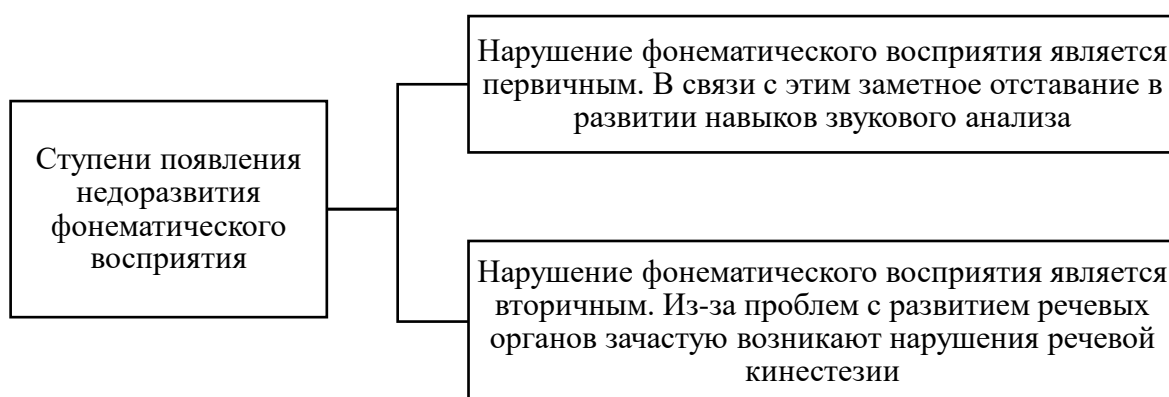 Ступени появления
недоразвития
фонематического
восприятия
Нарушение фонематического восприятия является
первичным. В связи с этим заметное отставание в
развитии навыков звукового анализа
Нарушение фонематического восприятия является
вторичным. Из-за проблем с развитием речевых
органов зачастую возникают нарушения речевой
кинестезии